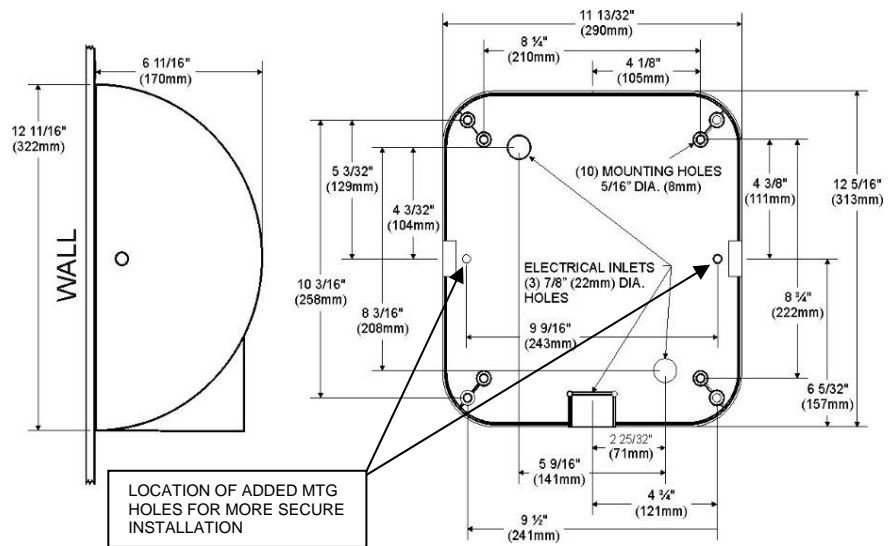 6 11/16"
(170mm)
12 11/16"
(322mm)
WALL
11 13/32"
(290mm)
8 ¼"
(210mm)
4 1/8"
(105mm)
5 3/32"
(129mm)
4 3/32"
(104mm)
10 3/16"
(258mm)
8 3/16"
(208mm)
(10) MOUNTING HOLES
5/16" DIA. (8mm)
4 3/8"
(111mm)
12 5/16"
(313mm)
ELECTRICAL INLETS
(3) 7/8" (22mm) DIA.
HOLES
9 9/16"
(243mm)
8 ¾"
(222mm)
6 5/32"
(157mm)
2 25/32"
(71mm)
5 9/16"
(141mm)
4 ¾"
(121mm)
9 ½"
(241mm)
LOCATION OF ADDED MTG
HOLES FOR MORE SECURE
INSTALLATION